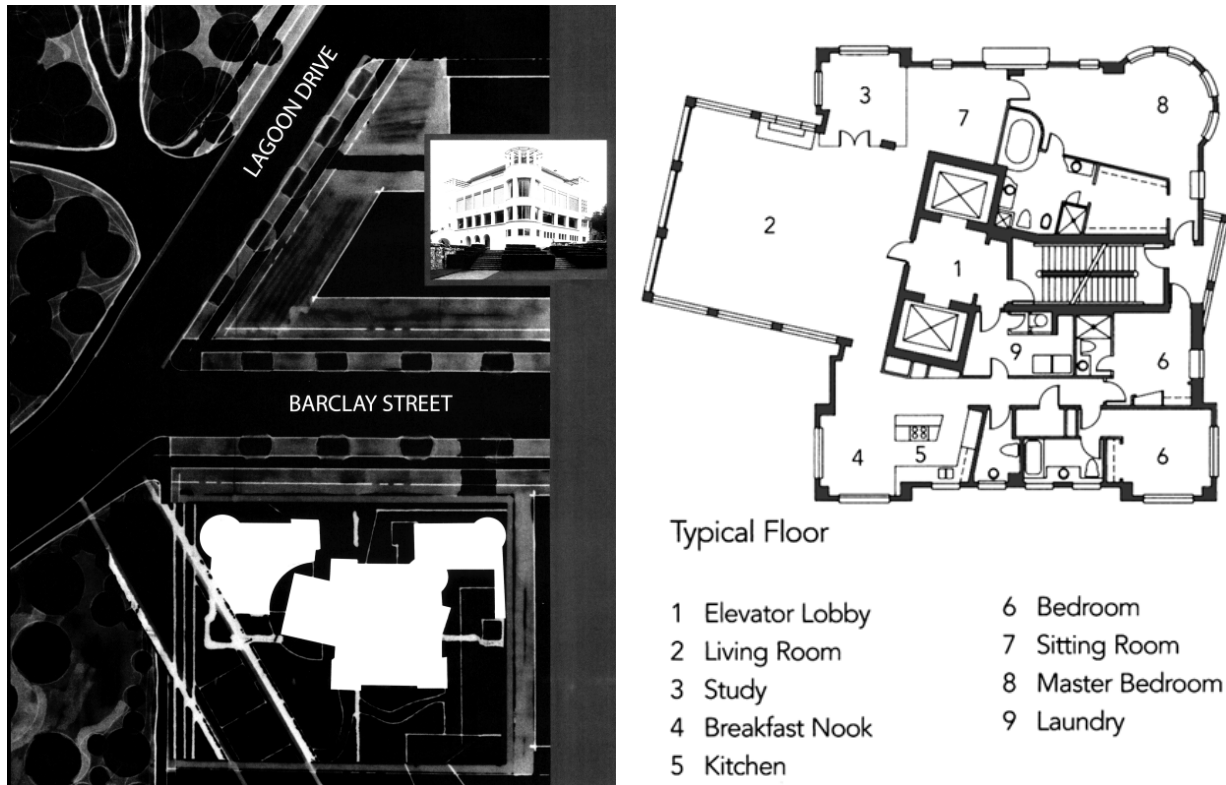 LAGOON DRIVE
BARCLAY STREET
3
7
8
2
1
9
6
4
5
6
Typical Floor
1 Elevator Lobby
2 Living Room
3 Study
4 Breakfast Nook
5 Kitchen
6 Bedroom
7 Sitting Room
8 Master Bedroom
9 Laundry